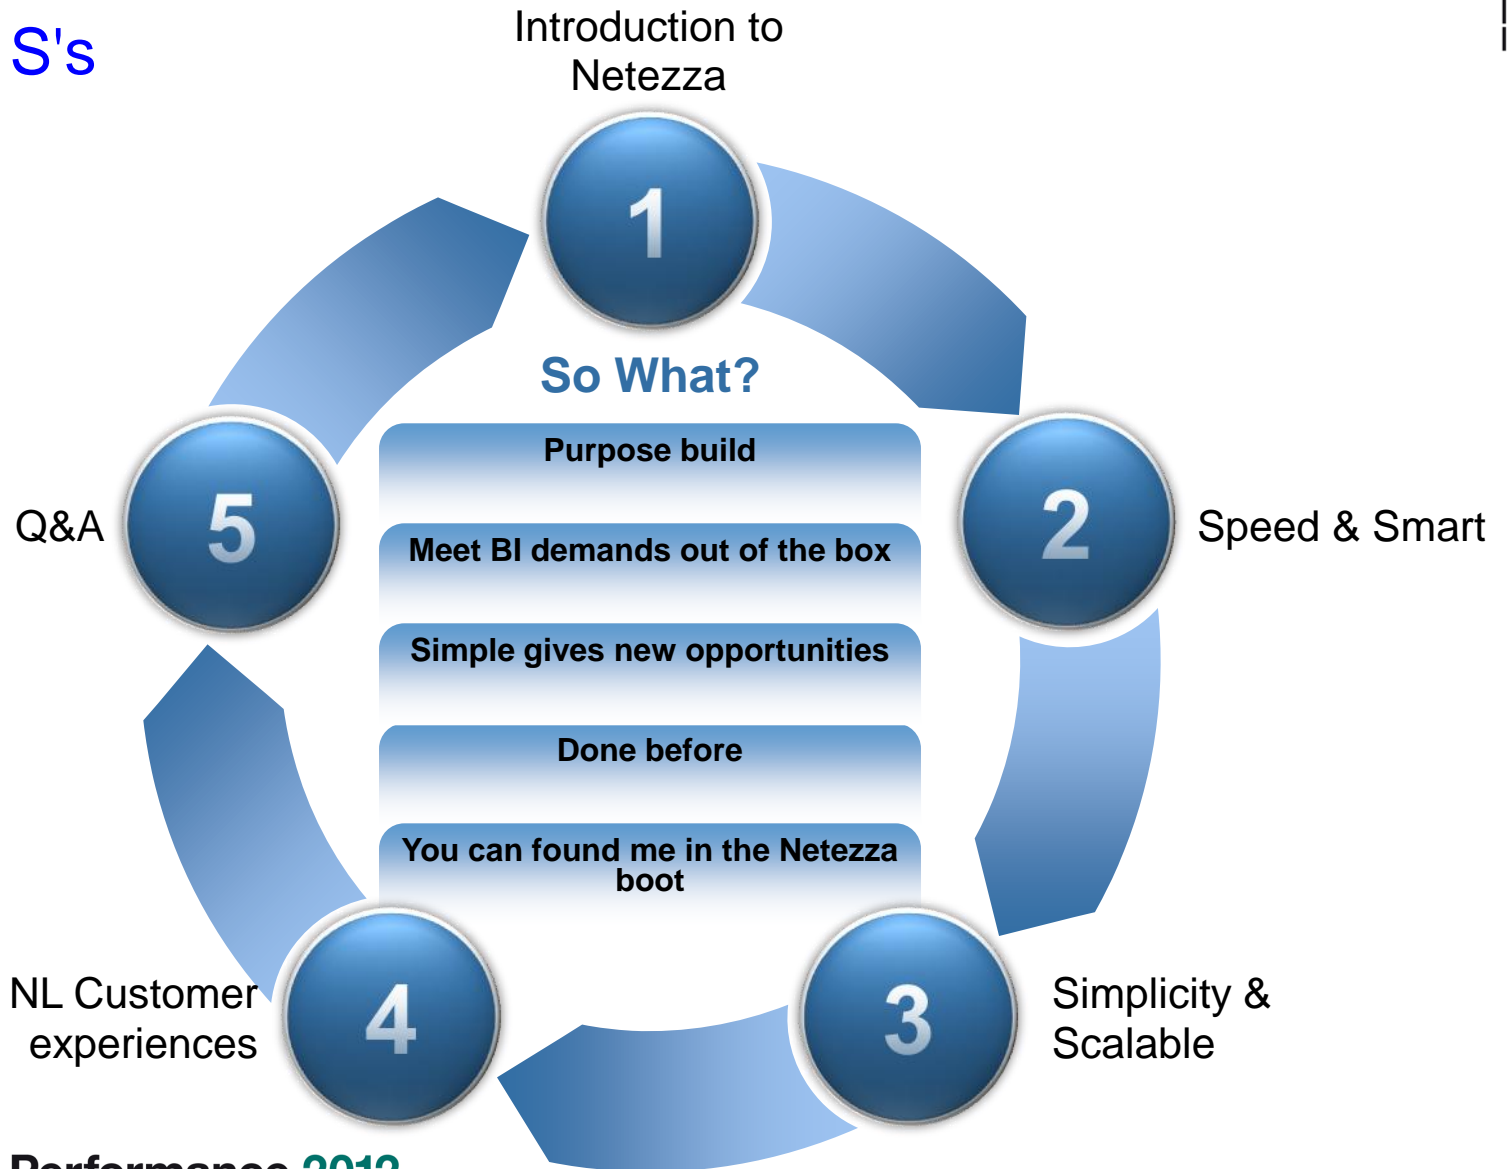 S's
Introduction to
Netezza
1
So What?
Purpose build
Meet BI demands out of the box
Simple gives new opportunities
Done before
You can found me in the Netezza
boot
2
Speed & Smart
3
Simplicity &
Scalable
4
NL Customer
experiences
5
Q&A
Performance 2012